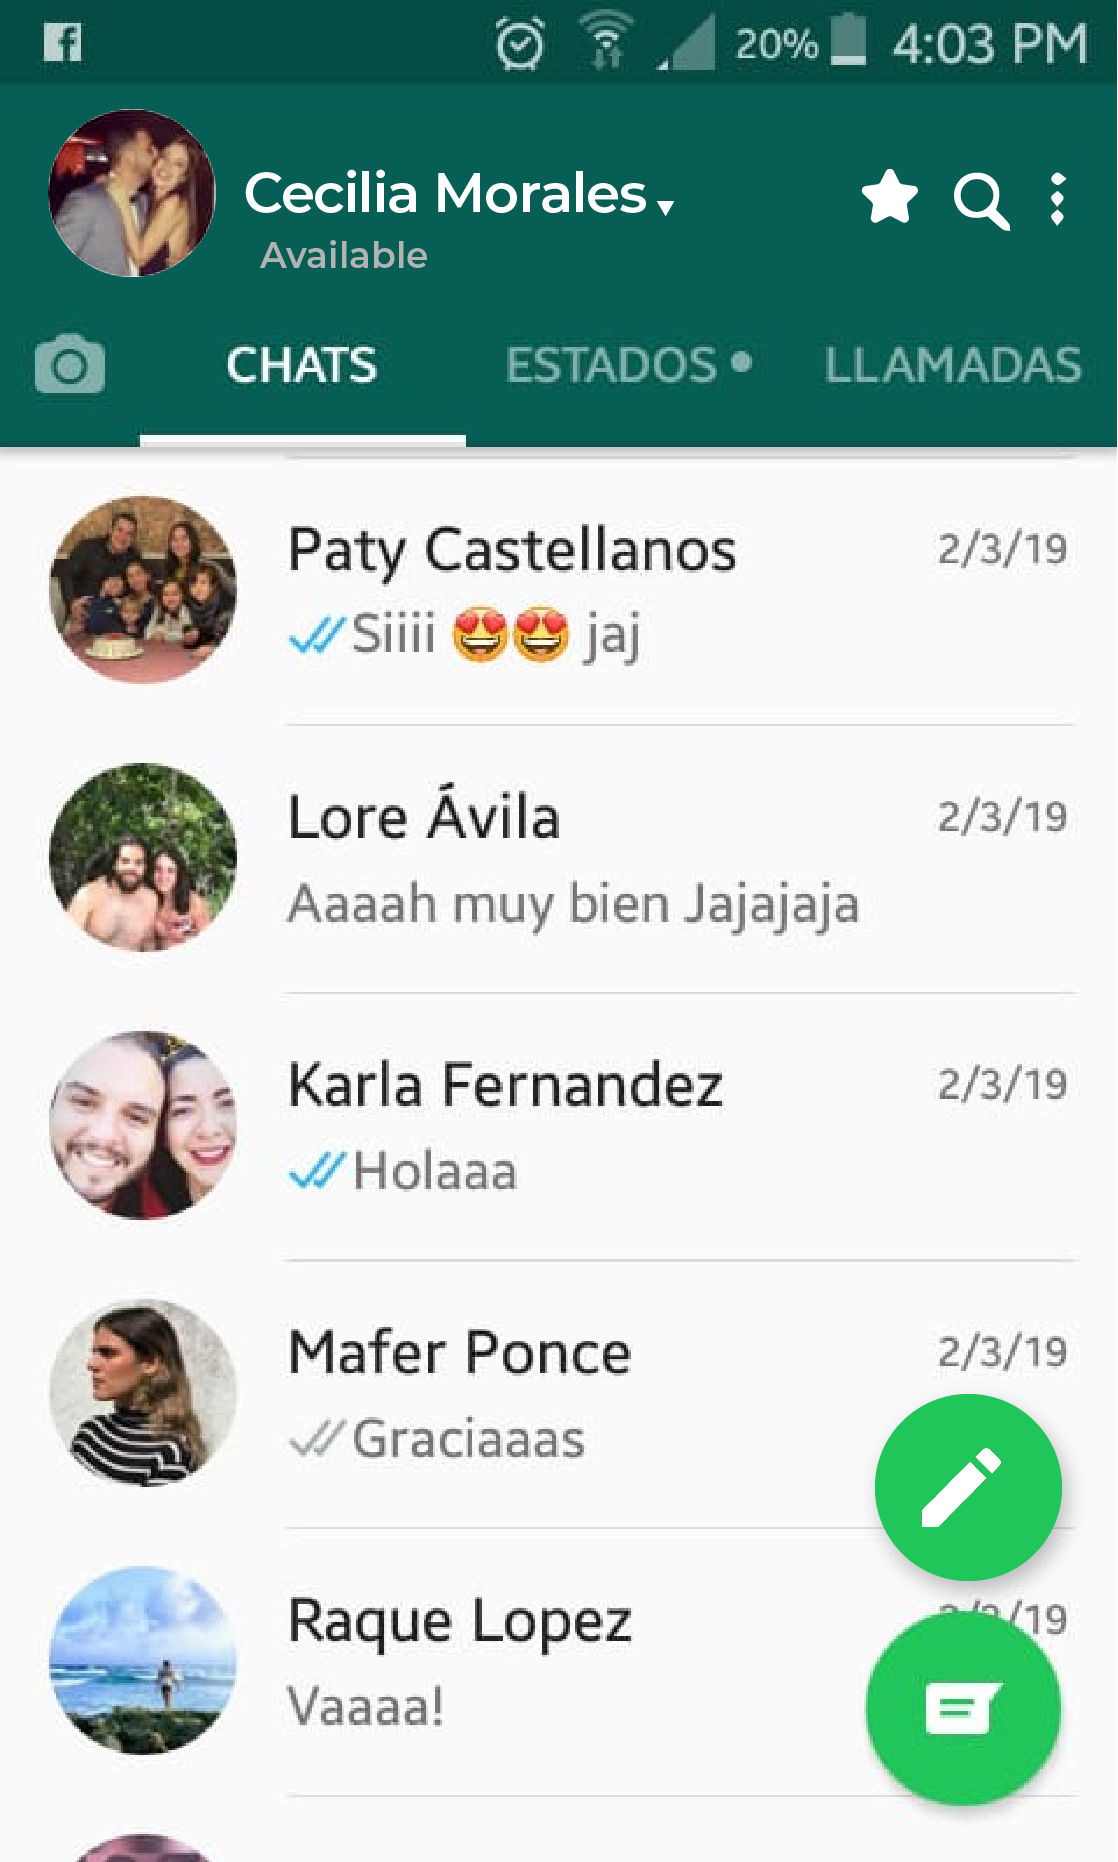 20% 4:03 PM
Cecilia Morales
Available
CHATS ESTADOS LLAMADAS
Paty Castellanos 2/3/19
Siiii 😍😍 jaj
Lore Ávila 2/3/19
Aaaah muy bien Jajajaja
Karla Fernandez 2/3/19
Holaaa
Mafer Ponce 2/3/19
Graciaaas
Raque Lopez /19
Vaaaa!